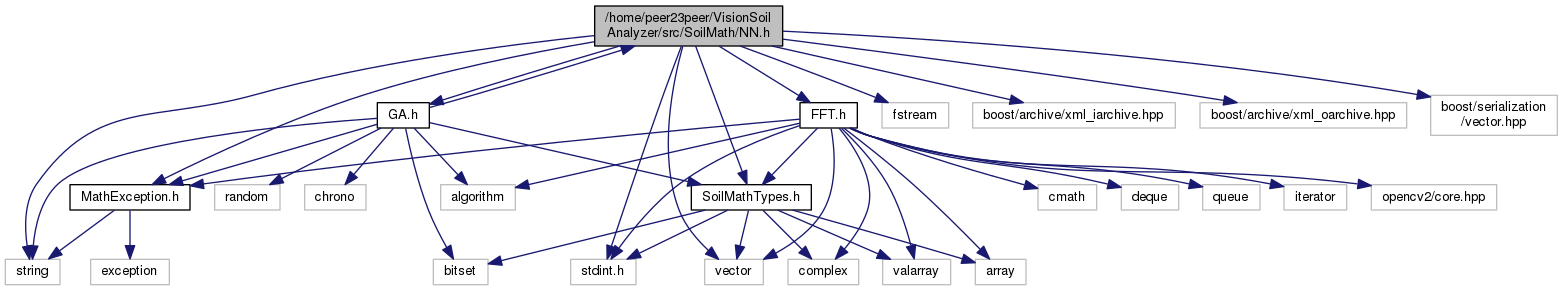 /home/peer23peer/VisionSoil
Analyzer/src/SoilMath/NN.h
GA.h
FFT.h
fstream
boost/archive/xml_iarchive.hpp
boost/archive/xml_oarchive.hpp
boost/serialization
/vector.hpp
MathException.h
random
chrono
algorithm
SoilMathTypes.h
cmath
deque
queue
iterator
opencv2/core.hpp
string
exception
bitset
stdint.h
vector
complex
valarray
array